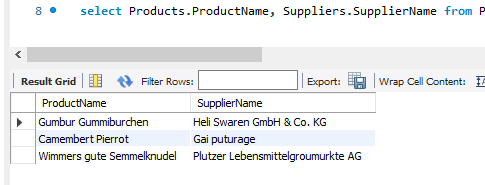 8 select Products.ProductName, Suppliers.SupplierName from P
Result Grid Filter Rows: Export: Wrap Cell Content:
ProductName SupplierName
Gumbur Gummiburchen Heli Swaren GmbH & Co. KG
Camembert Pierrot Gai puturage
Wimmers gute Semmelknudel Plutzer Lebensmittelgroumurkte AG